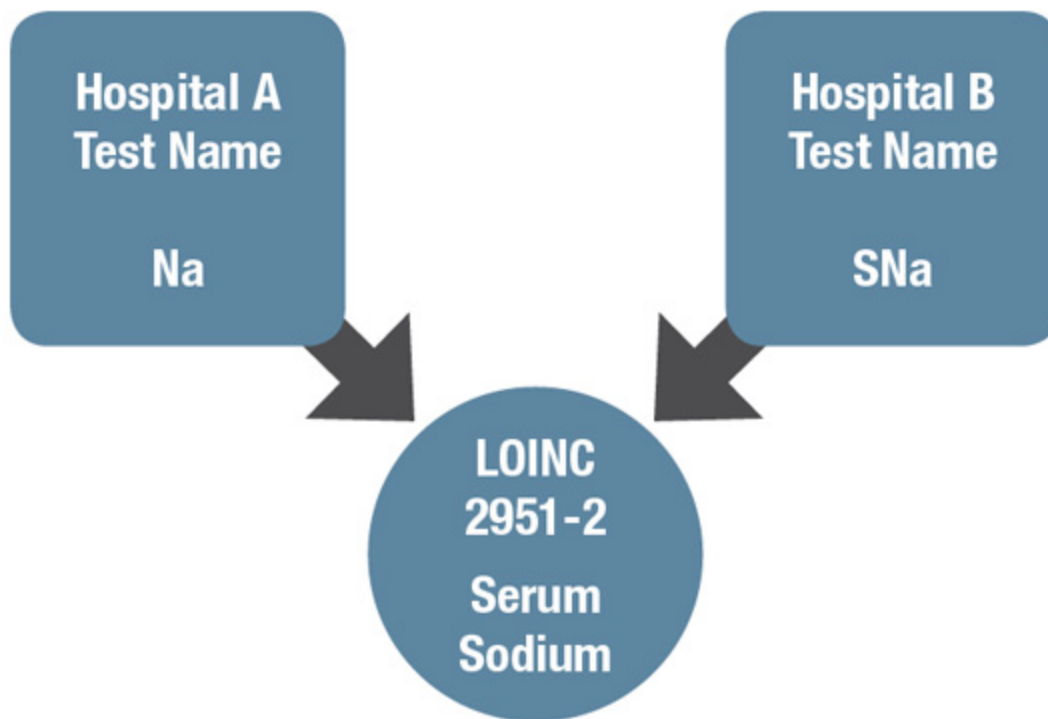 Hospital A
Test Name
Na
Hospital B
Test Name
SNa
LOINC
2951-2
Serum
Sodium